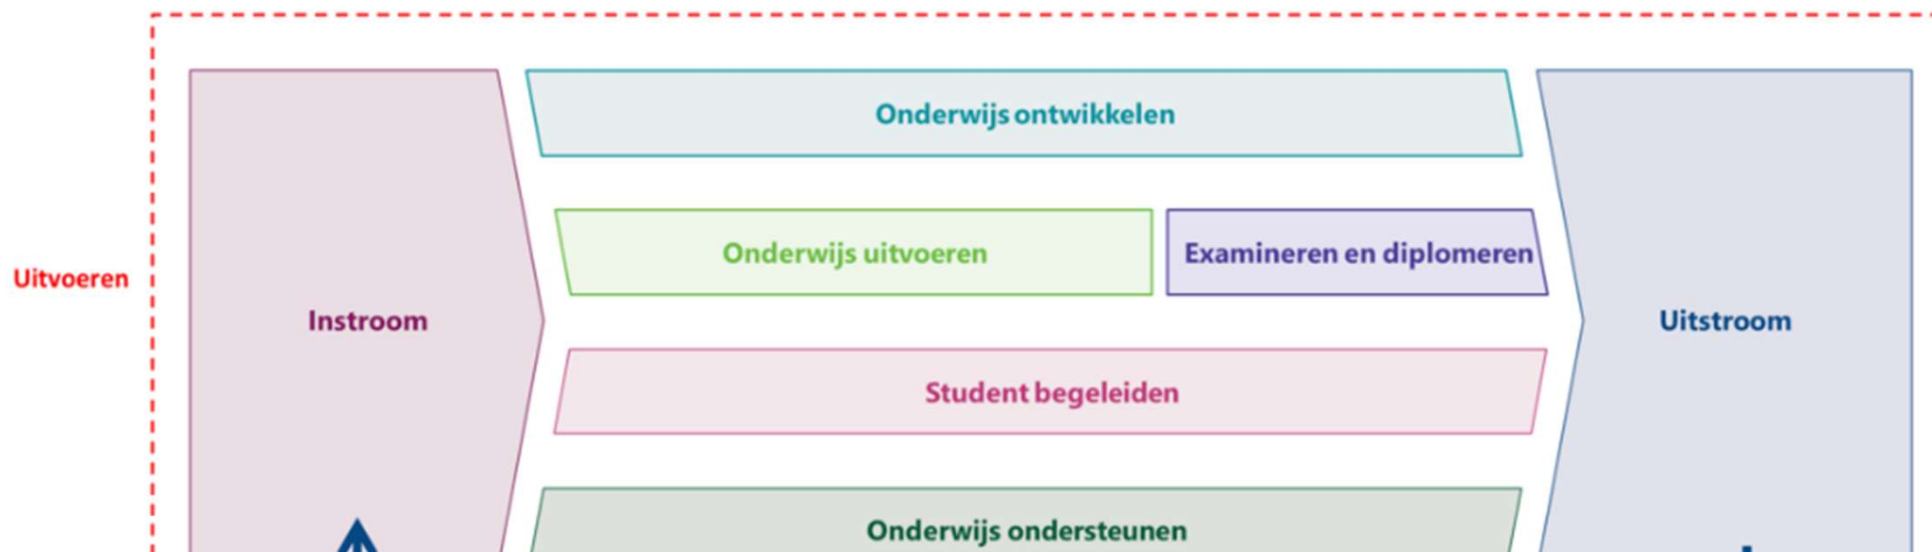 Uitvoeren
Instroom
Onderwijs ontwikkelen
Onderwijs uitvoeren
Examineren en diplomeren
Student begeleiden
Onderwijs ondersteunen
Uitstroom